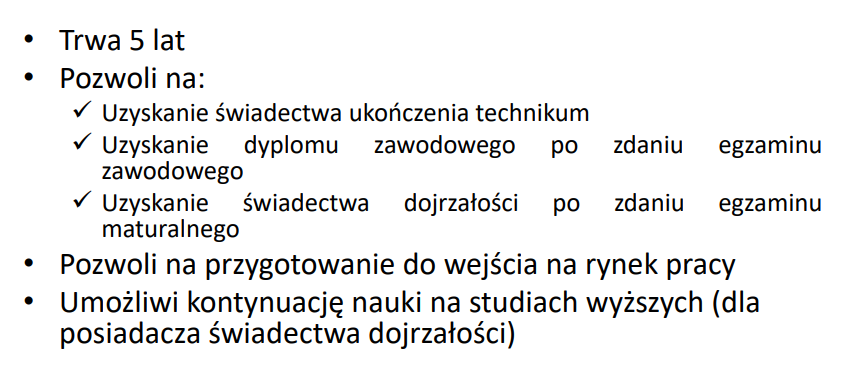 • Trwa 5 lat
• Pozwoli na:
✓ Uzyskanie świadectwa ukończenia technikum
✓ Uzyskanie dyplomu zawodowego po zdaniu egzaminu
zawodowego
✓ Uzyskanie świadectwa dojrzałości po zdaniu egzaminu
maturalnego
• Pozwoli na przygotowanie do wejścia na rynek pracy
• Umożliwi kontynuację nauki na studiach wyższych (dla
posiadacza świadectwa dojrzałości)